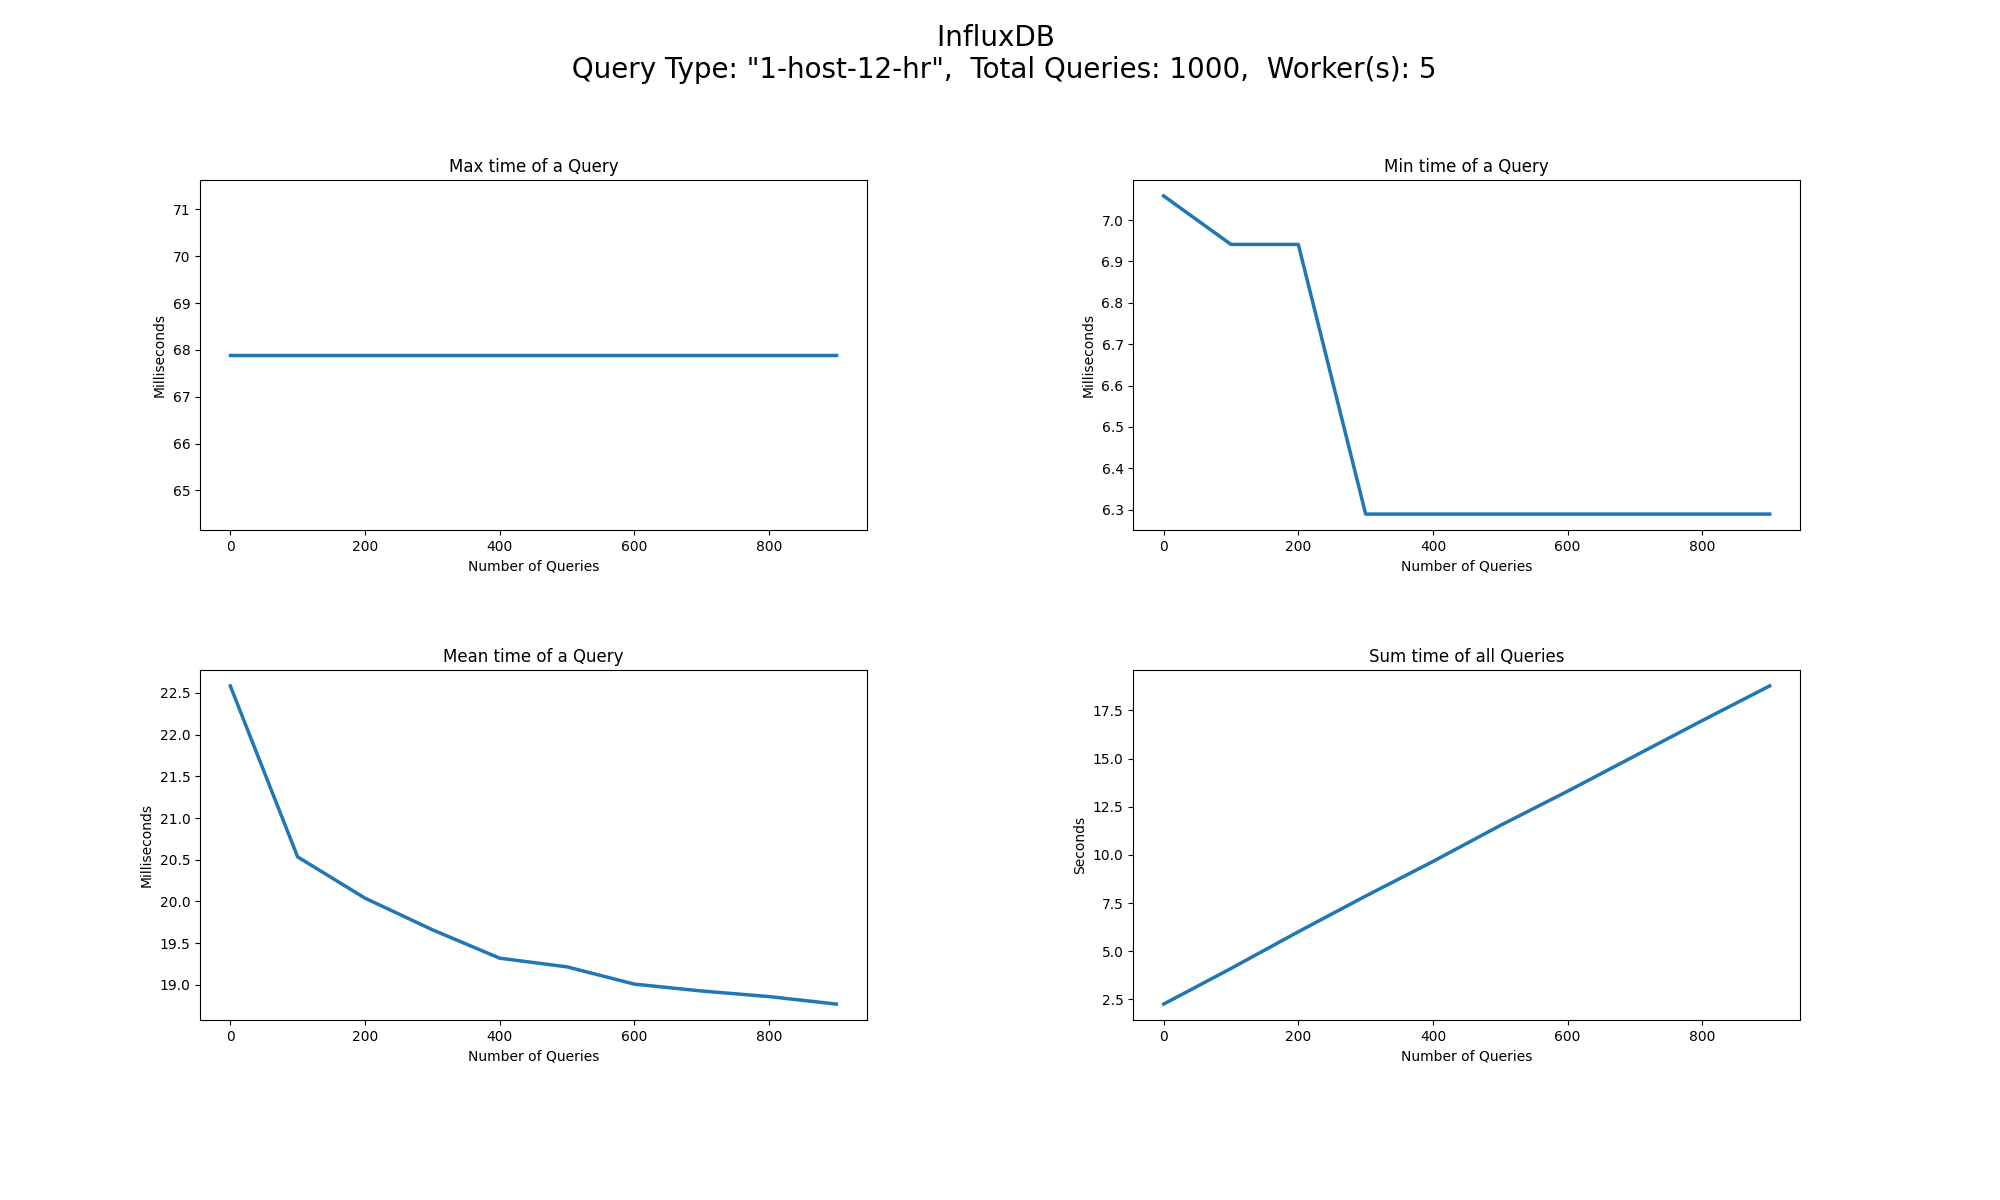 InfluxDB
Query Type: "1-host-12-hr",  Total Queries: 1000,  Worker(s): 5
Max time of a Query
71
70
69
68
67
66
65
Milliseconds
0 200 400 600 800
Number of Queries
Min time of a Query
7.0
6.9
6.8
6.7
6.6
6.5
6.4
6.3
Milliseconds
0 200 400 600 800
Number of Queries
Mean time of a Query
22.5
22.0
21.5
21.0
20.5
20.0
19.5
19.0
Milliseconds
0 200 400 600 800
Number of Queries
Sum time of all Queries
17.5
15.0
12.5
10.0
7.5
5.0
2.5
Seconds
0 200 400 600 800
Number of Queries